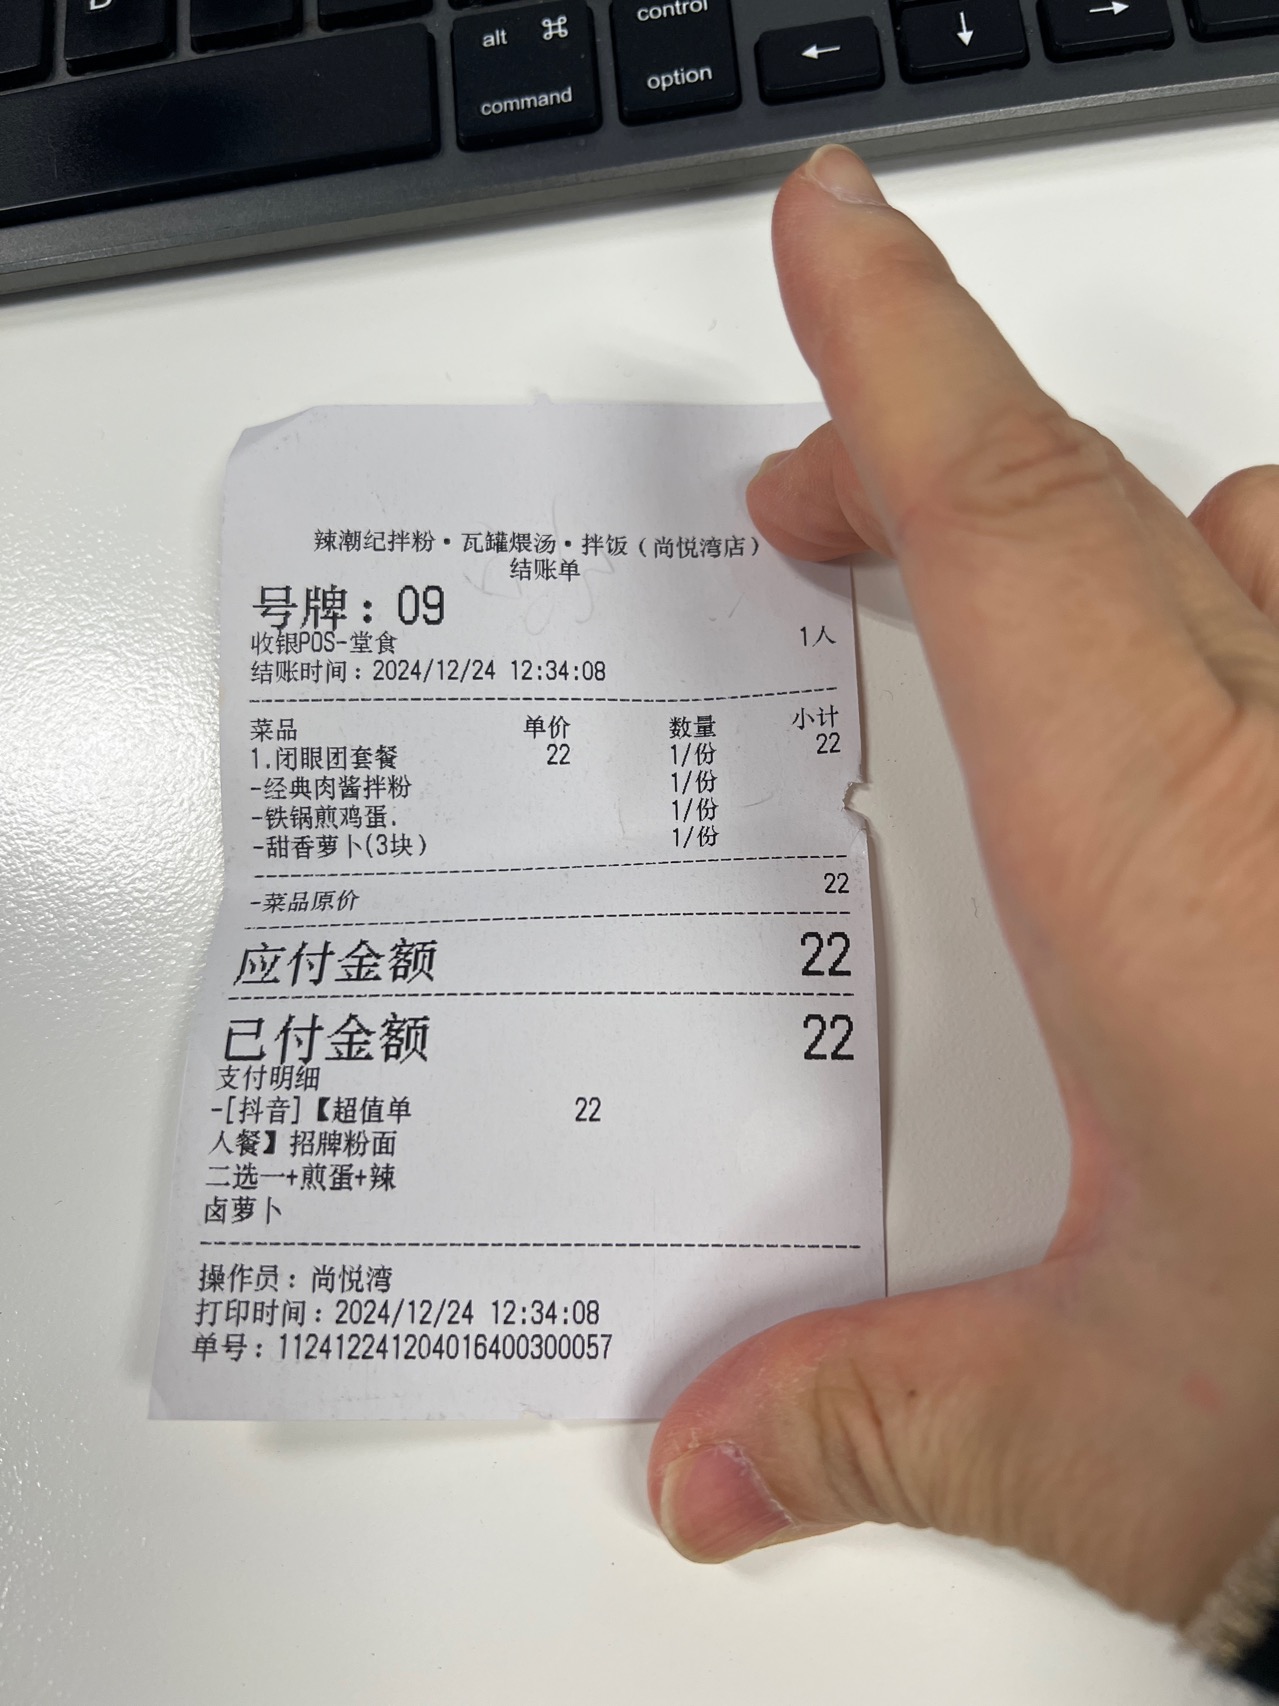 D
alt ⌘
command
control
option
←
↓
→
辣潮纪拌粉·瓦罐煨汤·拌饭(尚悦湾店)
结账单
号牌：09
收银POS-堂食 1人
结账时间：2024/12/24 12:34:08
菜品 单价 数量 小计
1.闭眼团套餐 22 1/份 22
-经典肉酱拌粉 1/份
-铁锅煎鸡蛋. 1/份
-甜香萝卜(3块) 1/份
-菜品原价 22
应付金额 22
已付金额 22
支付明细
-[抖音]【超值单 22
人餐】招牌粉面
二选一+煎蛋+辣
卤萝卜
操作员：尚悦湾
打印时间：2024/12/24 12:34:08
单号：1124122412040164003​00057